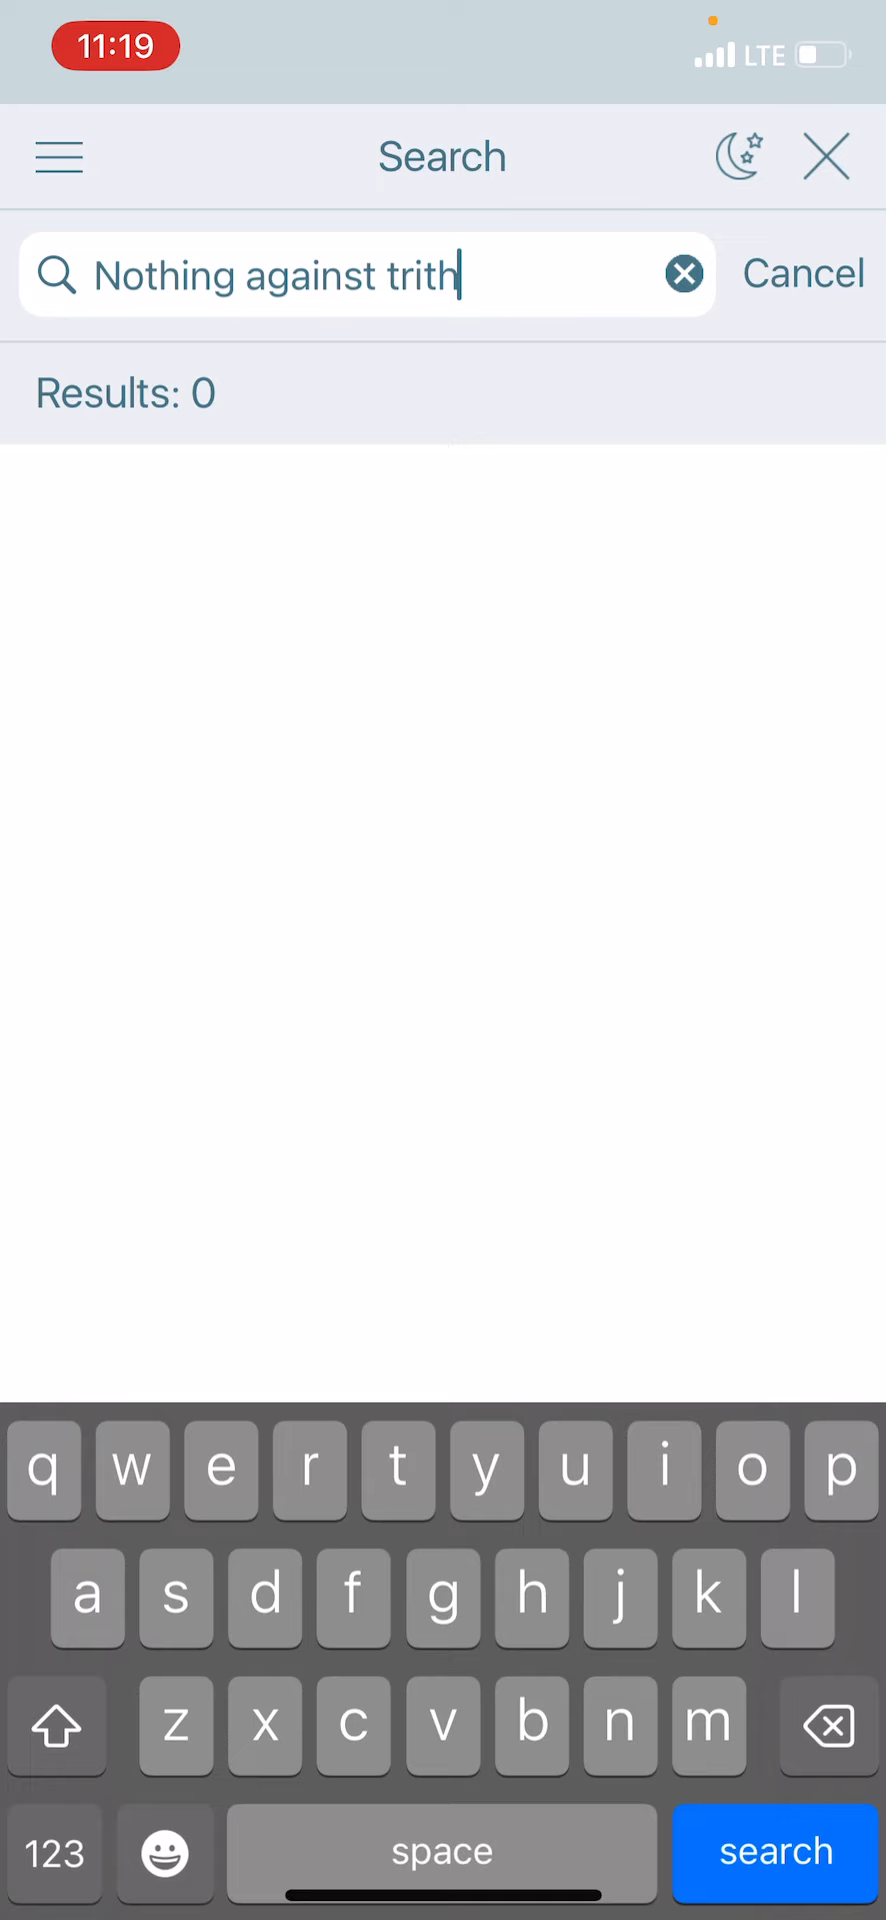 11:19
LTE
Search
Nothing against trith
Cancel
Results: 0
q w e r t y u i o p
a s d f g h j k l
z x c v b n m
123
space
search